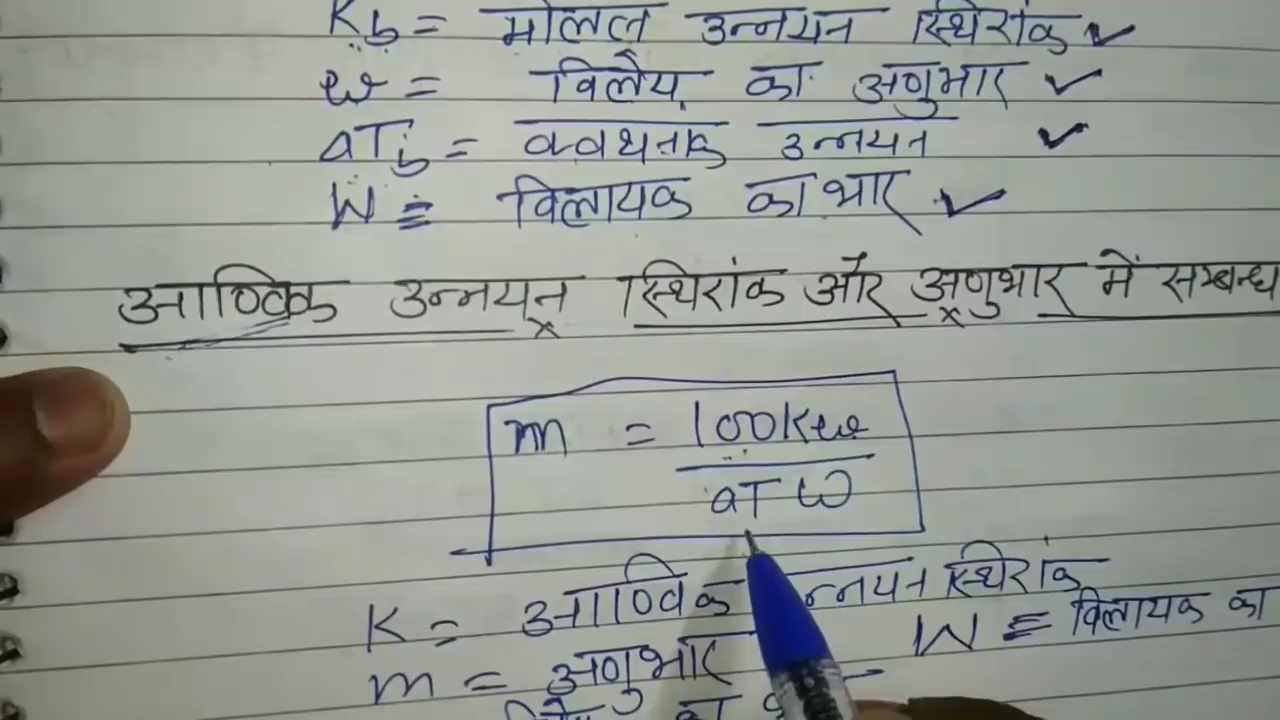 Kb = मोलल उन्नयन स्थिरांक ✓
w = विलेय का अणुभार ✓
ΔTb = क्वथनांक उन्नयन ✓
W = विलायक का भार ✓
आण्विक उन्नयन स्थिरांक और अणुभार में सम्बन्ध
m = 100Kw
ΔT W
K = आण्विक उन्नयन स्थिरांक
W = विलायक का
m = अणुभार